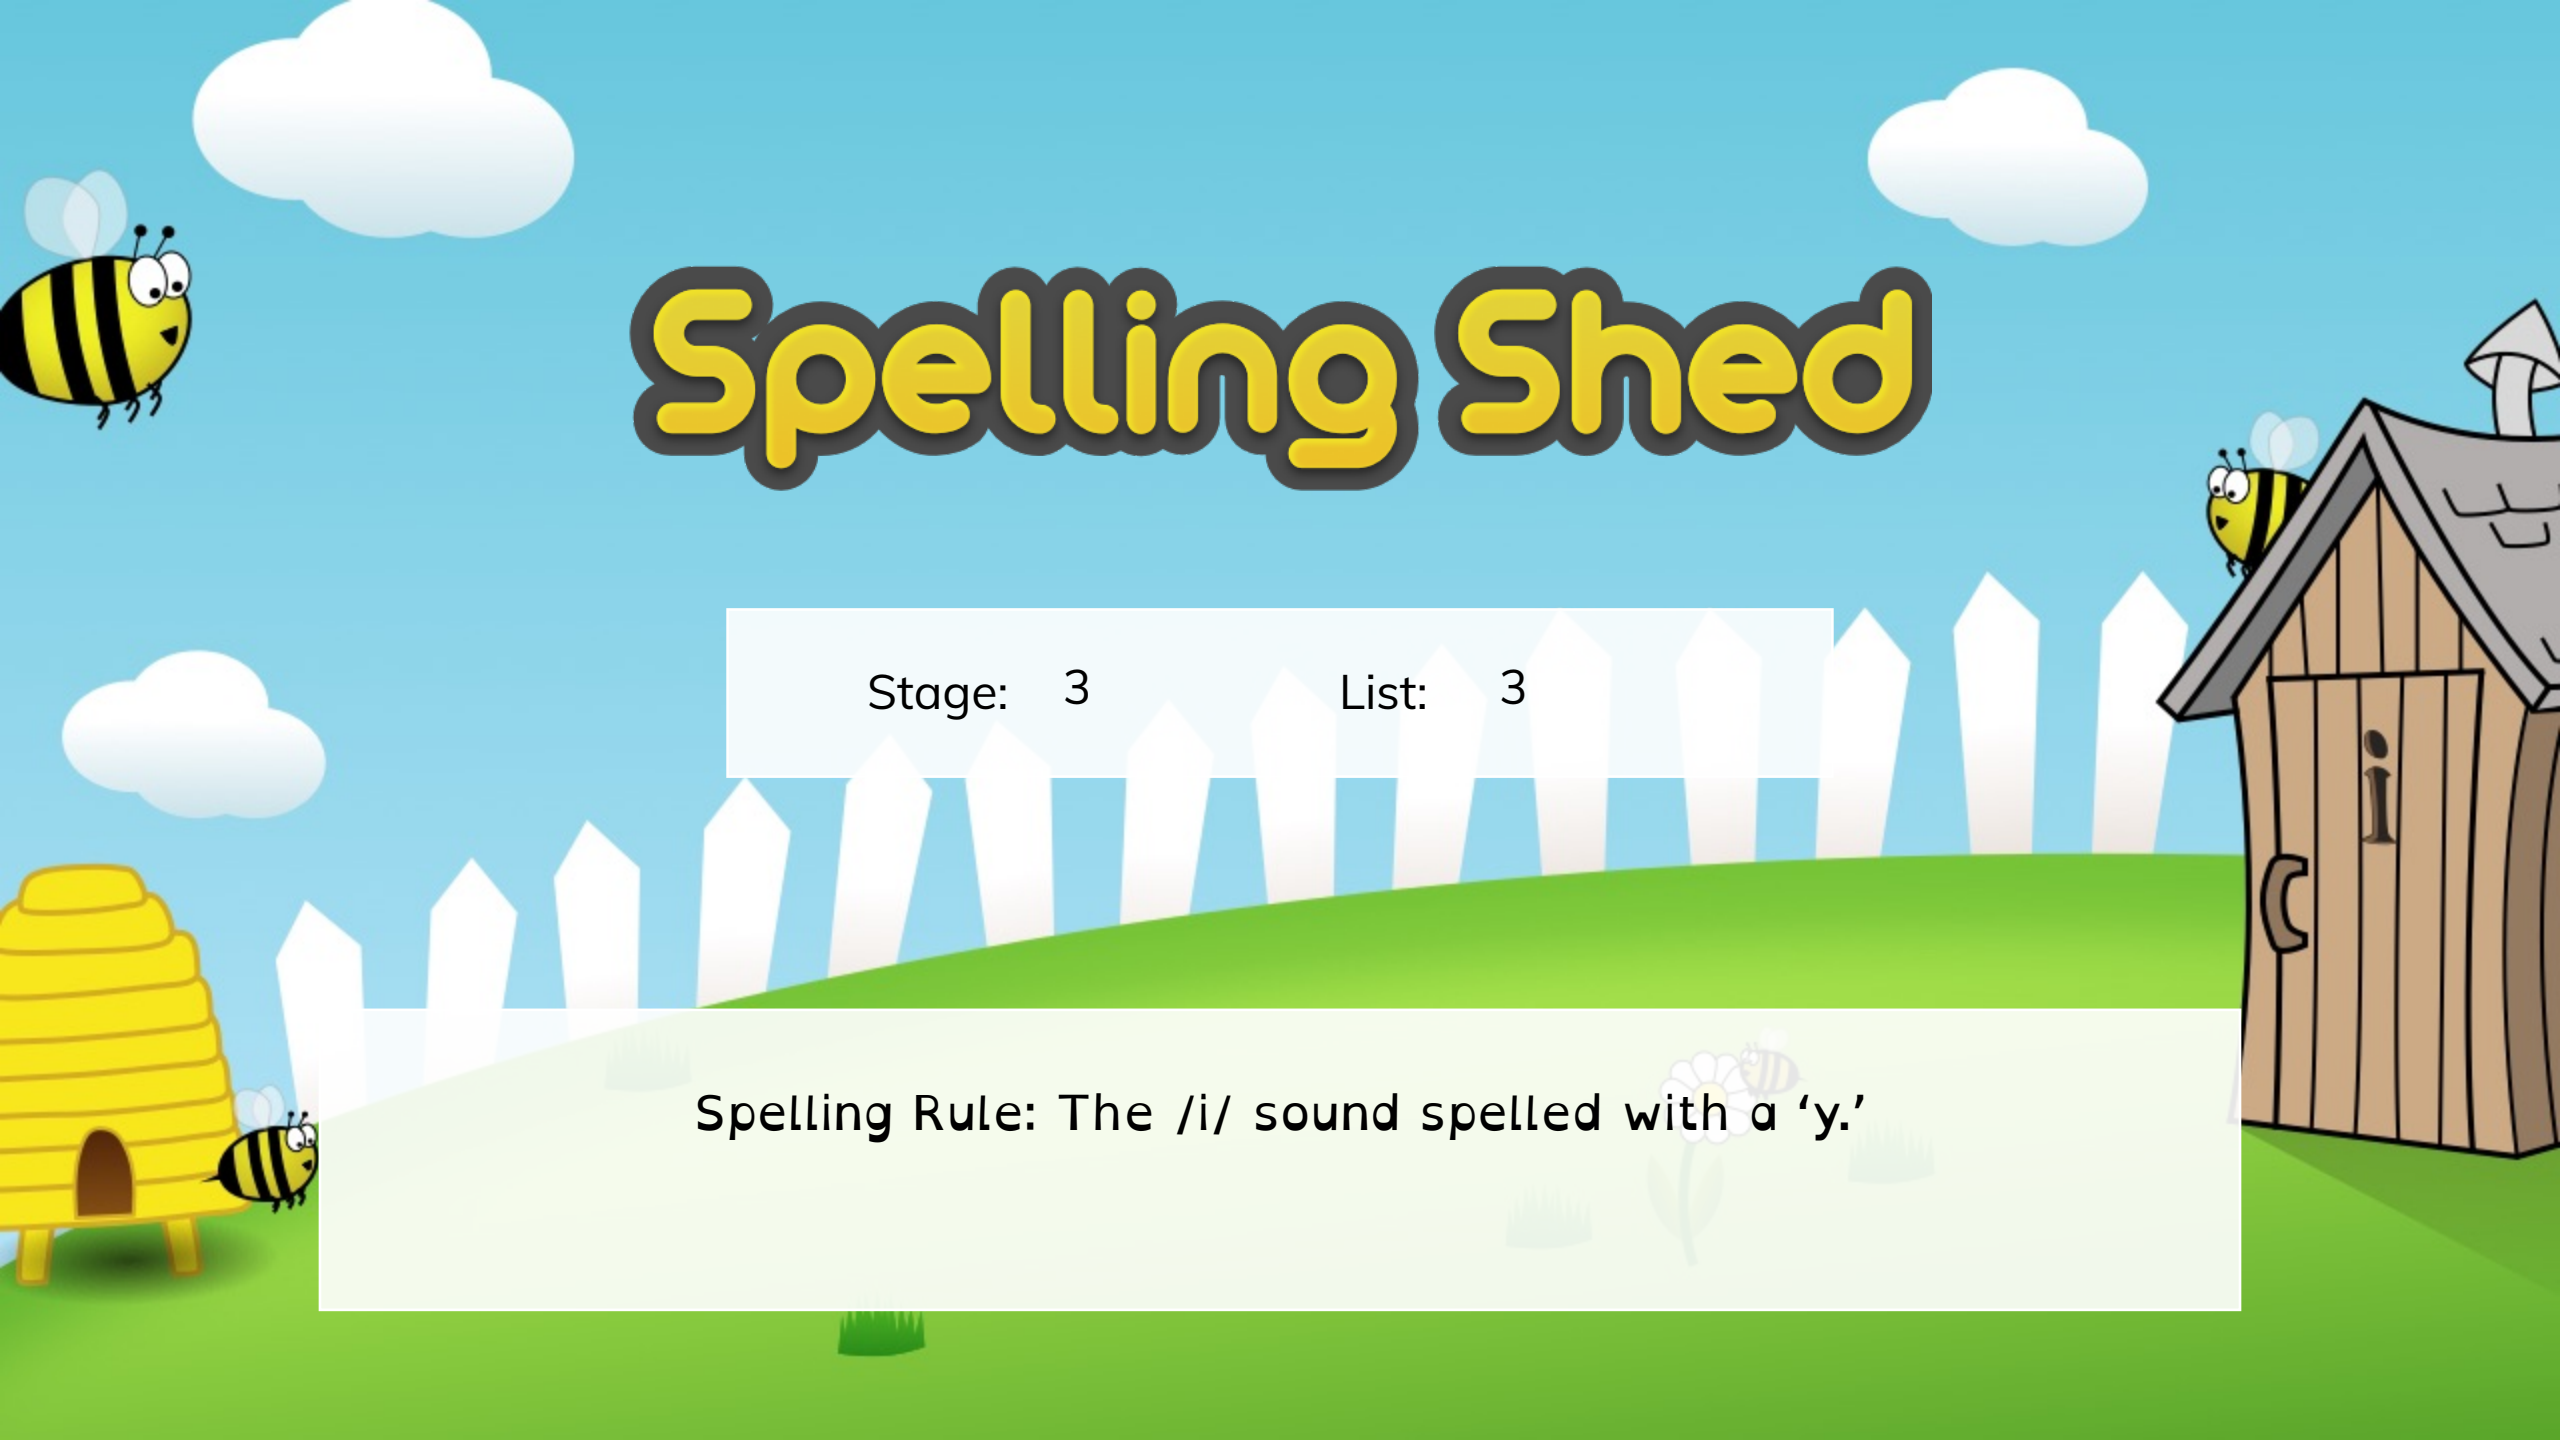 Spelling Shed
Stage: 3 List: 3
i
Spelling Rule: The /i/ sound spelled with a ‘y.’